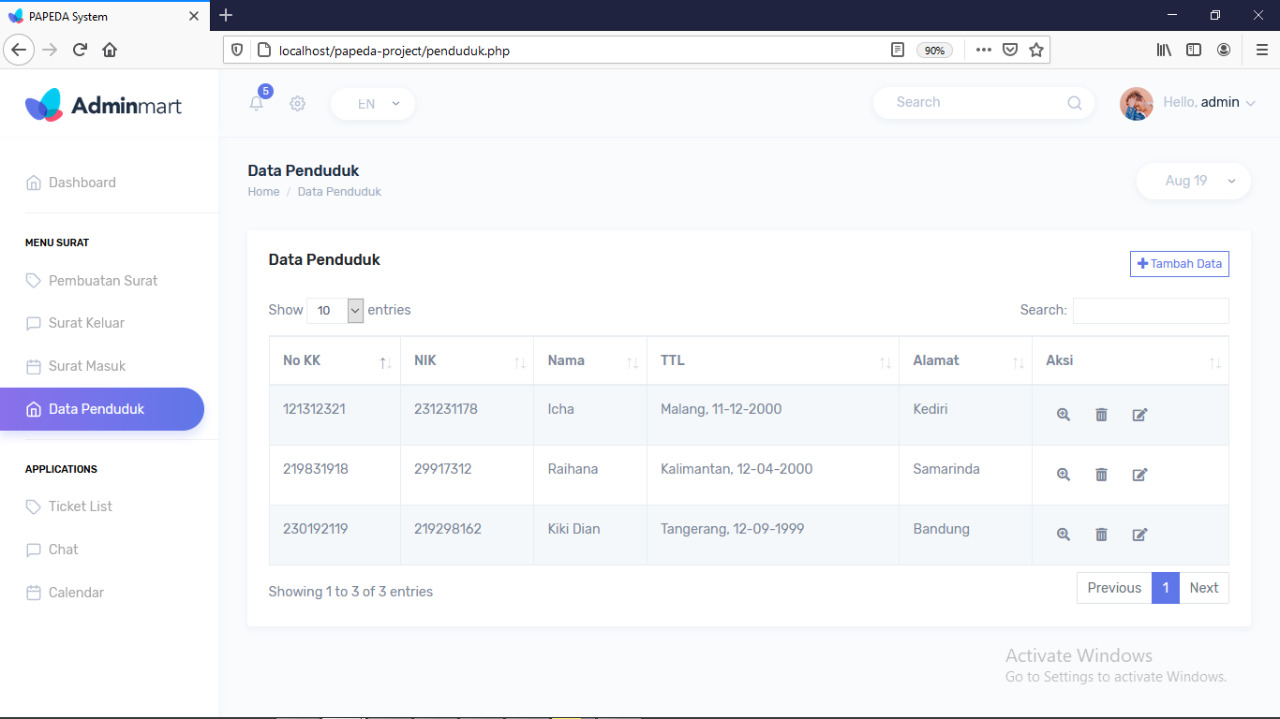 PAPEDA System
localhost/papeda-project/penduduk.php
90%
Adminmart
5
EN
Search
Hello, admin
Dashboard
MENU SURAT
Pembuatan Surat
Surat Keluar
Surat Masuk
Data Penduduk
APPLICATIONS
Ticket List
Chat
Calendar
Data Penduduk
Home / Data Penduduk
Aug 19
Data Penduduk
Tambah Data
Show 10 entries
Search:
No KK NIK Nama TTL Alamat Aksi
121312321 231231178 Icha Malang, 11-12-2000 Kediri
219831918 29917312 Raihana Kalimantan, 12-04-2000 Samarinda
230192119 219298162 Kiki Dian Tangerang, 12-09-1999 Bandung
Showing 1 to 3 of 3 entries
Previous 1 Next
Activate Windows
Go to Settings to activate Windows.